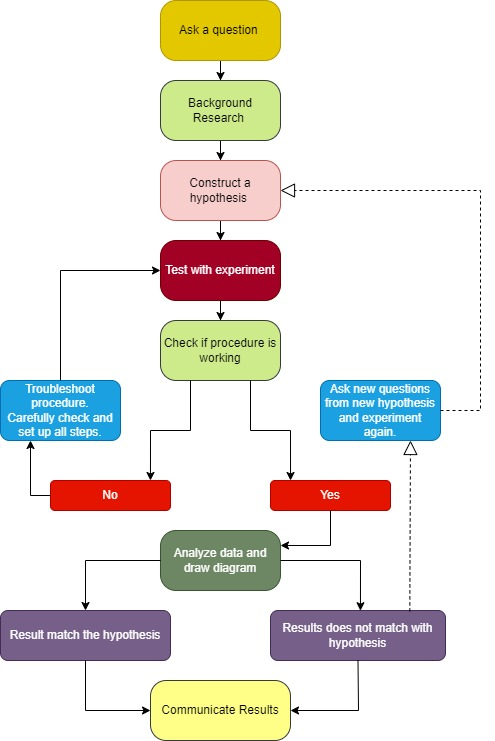 Ask a question
Background
Research
Construct a
hypothesis
Test with experiment
Check if procedure is
working
Troubleshoot
procedure.
Carefully check and
set up all steps.
Ask new questions
from new hypothesis
and experiment
again.
No
Yes
Analyze data and
draw diagram
Result match the hypothesis
Results does not match with
hypothesis
Communicate Results